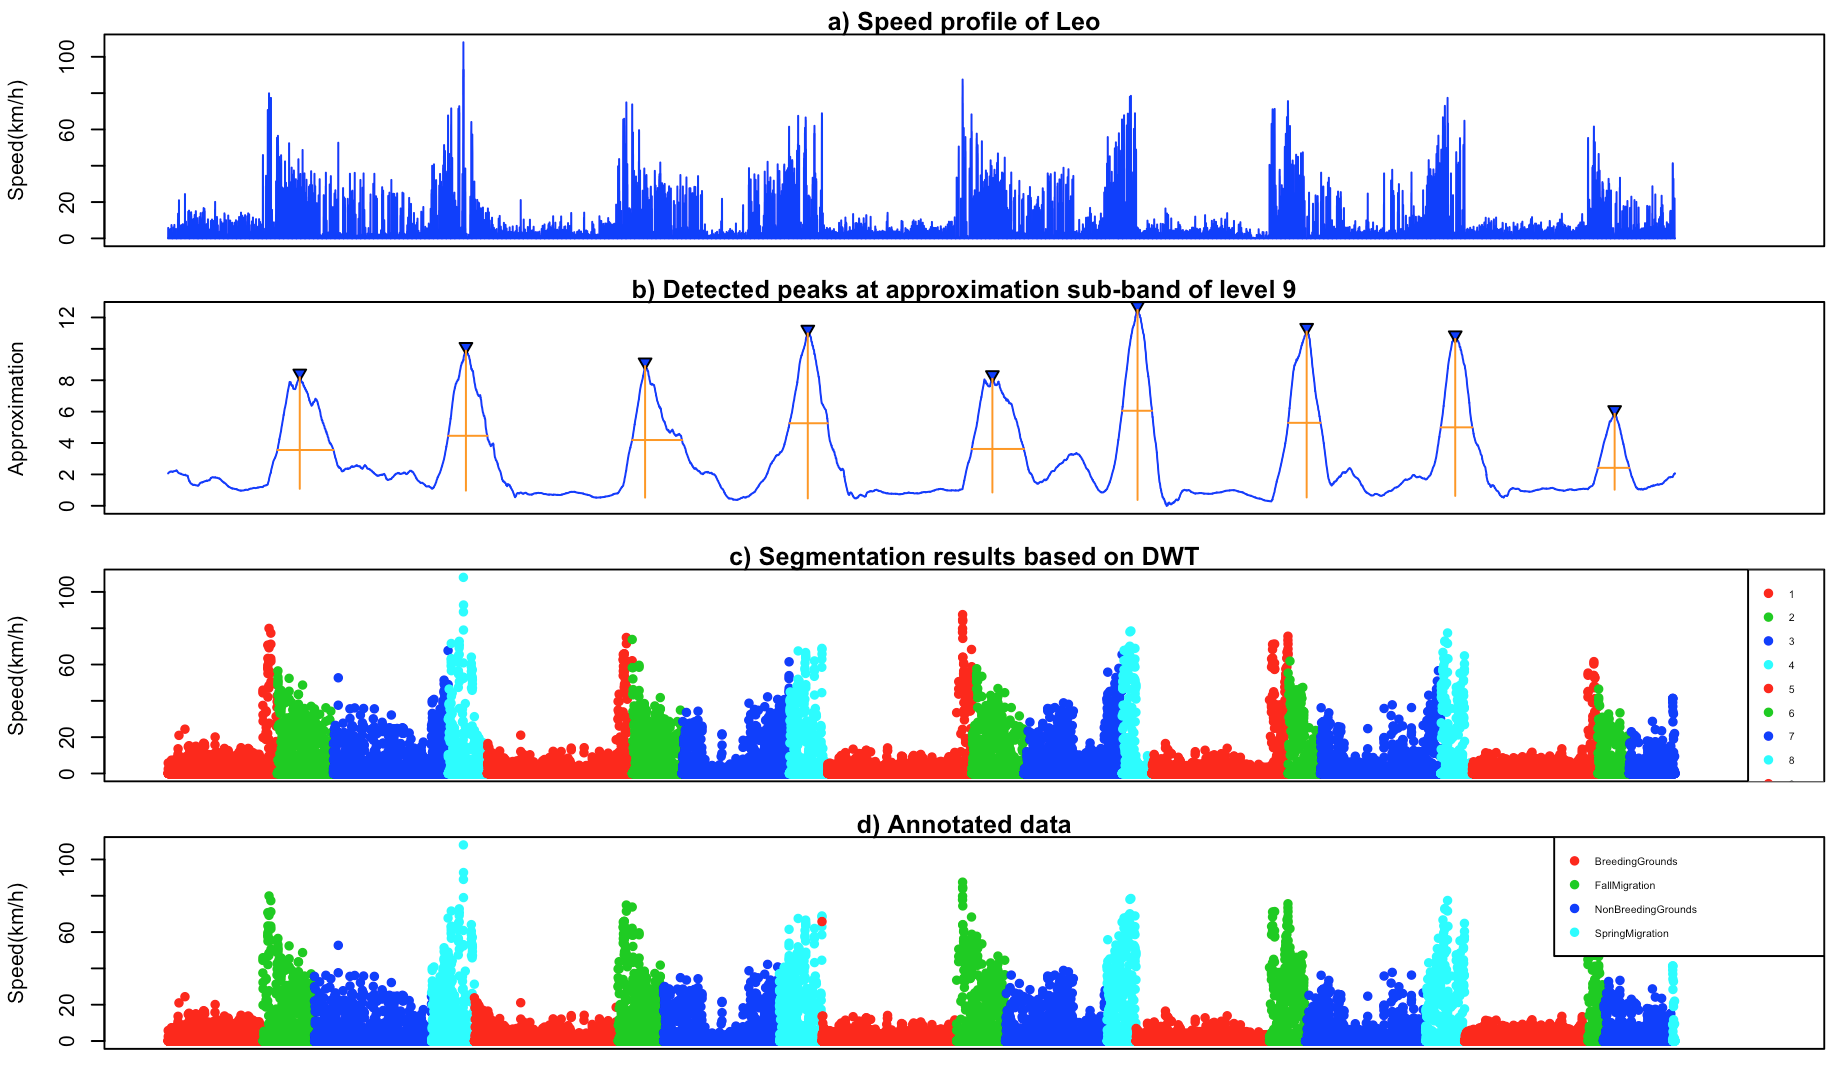 a) Speed profile of Leo
Speed(km/h)
100
60
20
0
b) Detected peaks at approximation sub-band of level 9
Approximation
12
8
6
4
2
0
c) Segmentation results based on DWT
Speed(km/h)
100
60
20
0
1
2
3
4
5
6
7
8
d) Annotated data
Speed(km/h)
100
60
20
0
BreedingGrounds
FallMigration
NonBreedingGrounds
SpringMigration